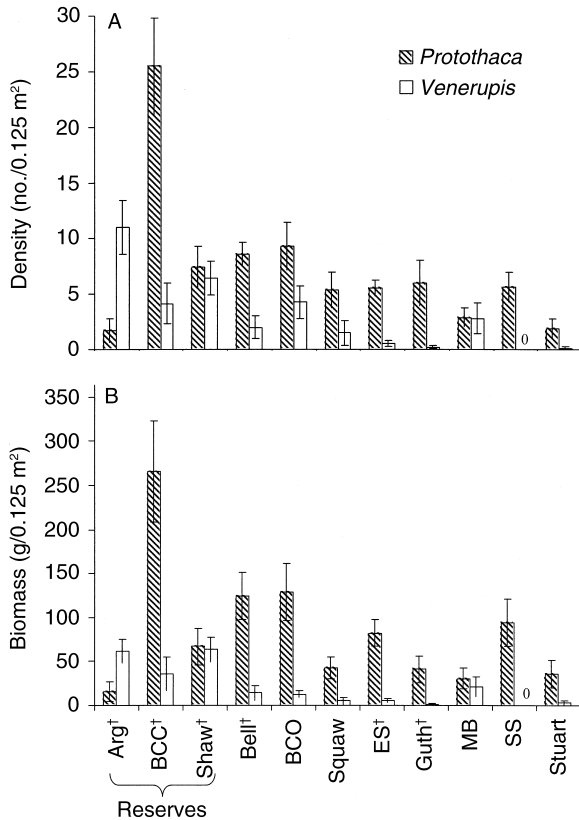 A
Prototohaca
Venerupis
Density (no./0.125 m²)
30
25
20
15
10
5
0
0
B
Biomass (g/0.125 m²)
350
300
250
200
150
100
50
0
0
Arg†
BCC†
Shaw†
Bell†
BCO
Squaw
ES†
Guth†
MB
SS
Stuart
Reserves